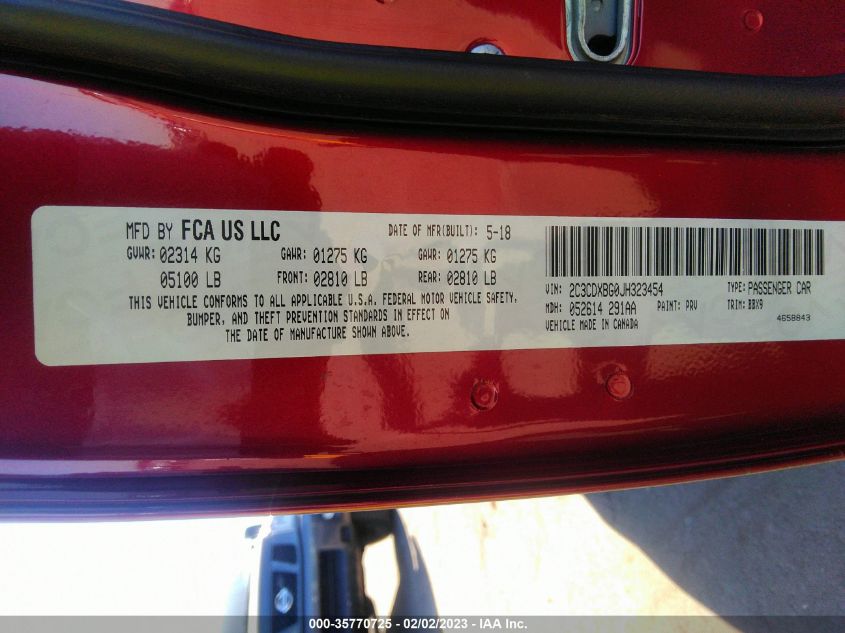 MFD BY FCA US LLC DATE OF MFR(BUILT): 5-18
GVWR: 02314 KG GAWR: 01275 KG GAWR: 01275 KG
05100 LB FRONT: 02810 LB REAR: 02810 LB
THIS VEHICLE CONFORMS TO ALL APPLICABLE U.S.A. FEDERAL MOTOR VEHICLE SAFETY,
BUMPER, AND THEFT PREVENTION STANDARDS IN EFFECT ON
THE DATE OF MANUFACTURE SHOWN ABOVE.
VIN: 2C3CDXBG0JH323454 TYPE: PASSENGER CAR
MDH: 052614 291AA PAINT: PRV TRIM: BBX9
VEHICLE MADE IN CANADA 4658843
000-35770725 - 02/02/2023 - IAA Inc.